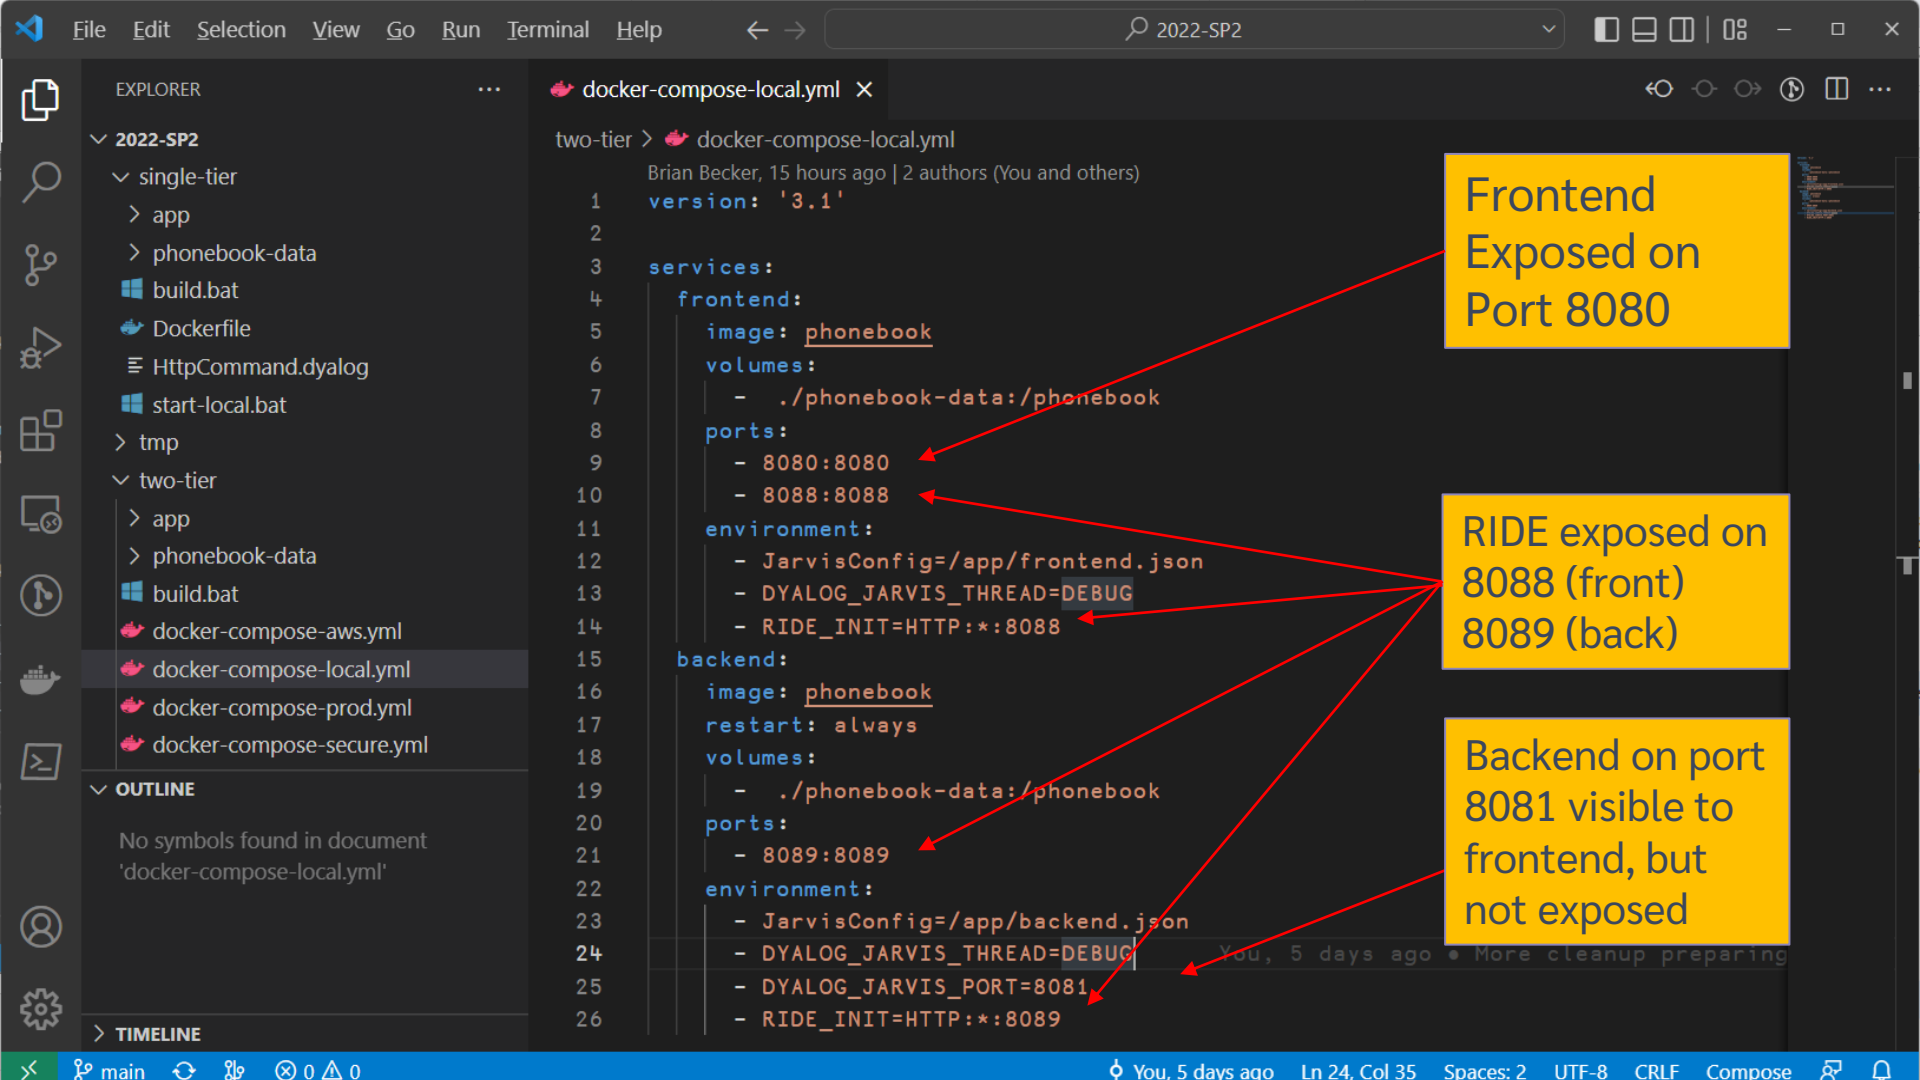 File Edit Selection View Go Run Terminal Help
2022-SP2
EXPLORER
2022-SP2
single-tier
app
phonebook-data
build.bat
Dockerfile
HttpCommand.dyalog
start-local.bat
tmp
two-tier
app
phonebook-data
build.bat
docker-compose-aws.yml
docker-compose-local.yml
docker-compose-prod.yml
docker-compose-secure.yml
OUTLINE
No symbols found in document
'docker-compose-local.yml'
TIMELINE
docker-compose-local.yml
two-tier > docker-compose-local.yml
Brian Becker, 15 hours ago | 2 authors (You and others)
1 version: '3.1'
2
3 services:
4 frontend:
5 image: phonebook
6 volumes:
7 - ./phonebook-data:/phonebook
8 ports:
9 - 8080:8080
10 - 8088:8088
11 environment:
12 - JarvisConfig=/app/frontend.json
13 - DYALOG_JARVIS_THREAD=DEBUG
14 - RIDE_INIT=HTTP:*:8088
15 backend:
16 image: phonebook
17 restart: always
18 volumes:
19 - ./phonebook-data:/phonebook
20 ports:
21 - 8089:8089
22 environment:
23 - JarvisConfig=/app/backend.json
24 - DYALOG_JARVIS_THREAD=DEBUG You, 5 days ago • More cleanup preparing
25 - DYALOG_JARVIS_PORT=8081
26 - RIDE_INIT=HTTP:*:8089
Frontend
Exposed on
Port 8080
RIDE exposed on
8088 (front)
8089 (back)
Backend on port
8081 visible to
frontend, but
not exposed
main 0 0 You, 5 days ago Ln 24, Col 35 Spaces: 2 UTF-8 CRLF Compose